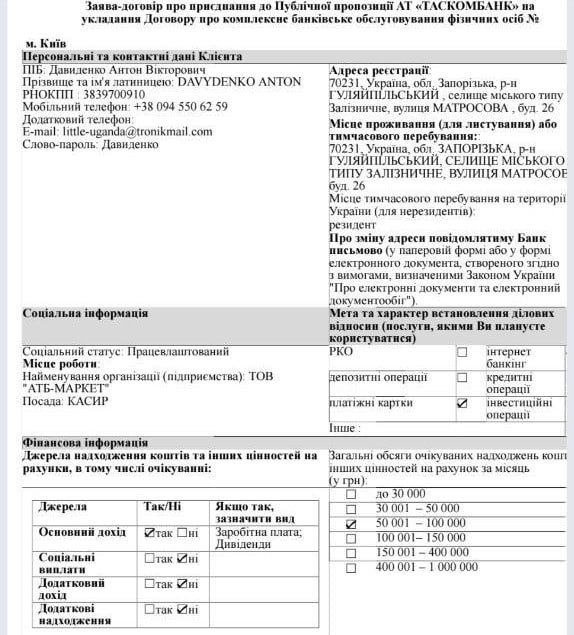 Заява-договір про приєднання до Публічної пропозиції АТ «ТАСКОМБАНК» на
укладання Договору про комплексне банківське обслуговування фізичних осіб №
м. Київ
Персональні та контактні дані Клієнта
ПІБ: Давиденко Антон Вікторович
Прізвище та ім'я латиницею: DAVYDENKO ANTON
РНОКПП : 3839700910
Мобільний телефон: +38 094 550 62 59
Додатковий телефон:
E-mail: little-uganda@tronikmail.com
Слово-пароль: Давиденко
Адреса реєстрації:
70231, Україна, обл. Запорізька, р-н
ГУЛЯЙПІЛЬСЬКИЙ , селище міського типу
Залізничне, вулиця МАТРОСОВА , буд. 26
Місце проживання (для листування) або
тимчасового перебування::
70231, Україна, обл. ЗАПОРІЗЬКА, р-н
ГУЛЯЙПІЛЬСЬКИЙ, СЕЛИЩЕ МІСЬКОГО
ТИПУ ЗАЛІЗНИЧНЕ, ВУЛИЦЯ МАТРОСОВ
буд. 26
Місце тимчасового перебування на територі
України (для нерезидентів):
резидент
Про зміну адреси повідомлятиму Банк
письмово (у паперовій формі або у формі
електронного документа, створеного згідно
з вимогами, визначеними Законом України
"Про електронні документи та електронний
документообіг").
Соціальна інформація
Соціальний статус: Працевлаштований
Місце роботи:
Найменування організації (підприємства): ТОВ
"АТБ-МАРКЕТ"
Посада: КАСИР
Мета та характер встановлення ділових
відносин (послуги, якими Ви плануєте
користуватися)
РКО ☐ інтернет
банкінг
депозитні операції ☐ кредитні
операції
платіжні картки ☑ інвестиційні
операції
Інше :
Фінансова інформація
Джерела надходження коштів та інших цінностей на
рахунки, в тому числі очікуванні:
Джерела Так/Ні Якщо так,
зазначити вид
Основний дохід ☑так ☐ні Заробітна плата;
Дивіденди
Соціальні
виплати ☐так ☑ні
Додатковий
дохід ☐так ☑ні
Додаткові
надходження ☐так ☑ні
Загальні обсяги очікуваних надходжень кошт
інших цінностей на рахунок за місяць
(у грн):
☐ до 30 000
☐ 30 001 – 50 000
☑ 50 001 – 100 000
☐ 100 001– 150 000
☐ 150 001 – 400 000
☐ 400 001 – 1 000 000